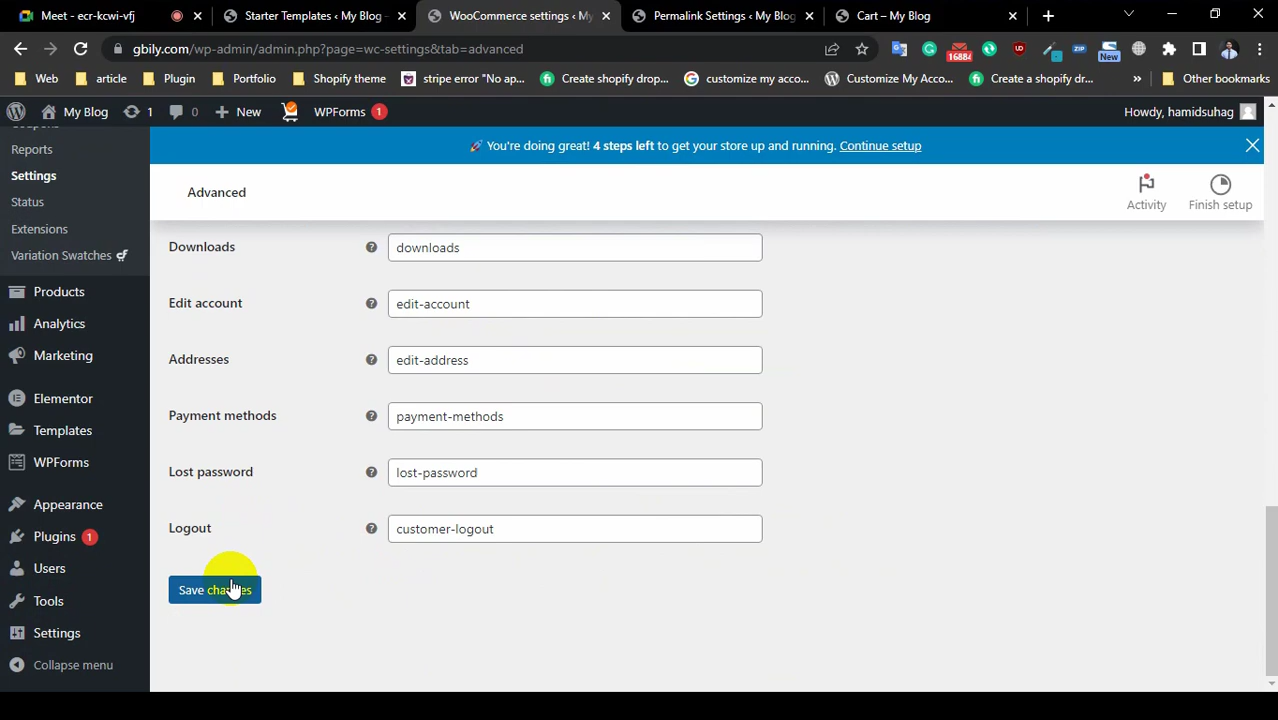 Meet - ecr-kcwi-vfj
Starter Templates ‹ My Blog -
WooCommerce settings ‹ My
Permalink Settings ‹ My Blog
Cart – My Blog
gbily.com/wp-admin/admin.php?page=wc-settings&tab=advanced
16884
ZIP
New
Web
article
Plugin
Portfolio
Shopify theme
stripe error "No ap...
Create shopify drop...
customize my acco...
Customize My Acco...
Create a shopify dr...
»
Other bookmarks
My Blog
1
0
New
WPForms 1
Howdy, hamidsuhag
Coupons
Reports
Settings
Status
Extensions
Variation Swatches
Products
Analytics
Marketing
Elementor
Templates
WPForms
Appearance
Plugins 1
Users
Tools
Settings
Collapse menu
You're doing great! 4 steps left to get your store up and running. Continue setup
Advanced
Activity
Finish setup
Downloads
downloads
Edit account
edit-account
Addresses
edit-address
Payment methods
payment-methods
Lost password
lost-password
Logout
customer-logout
Save changes